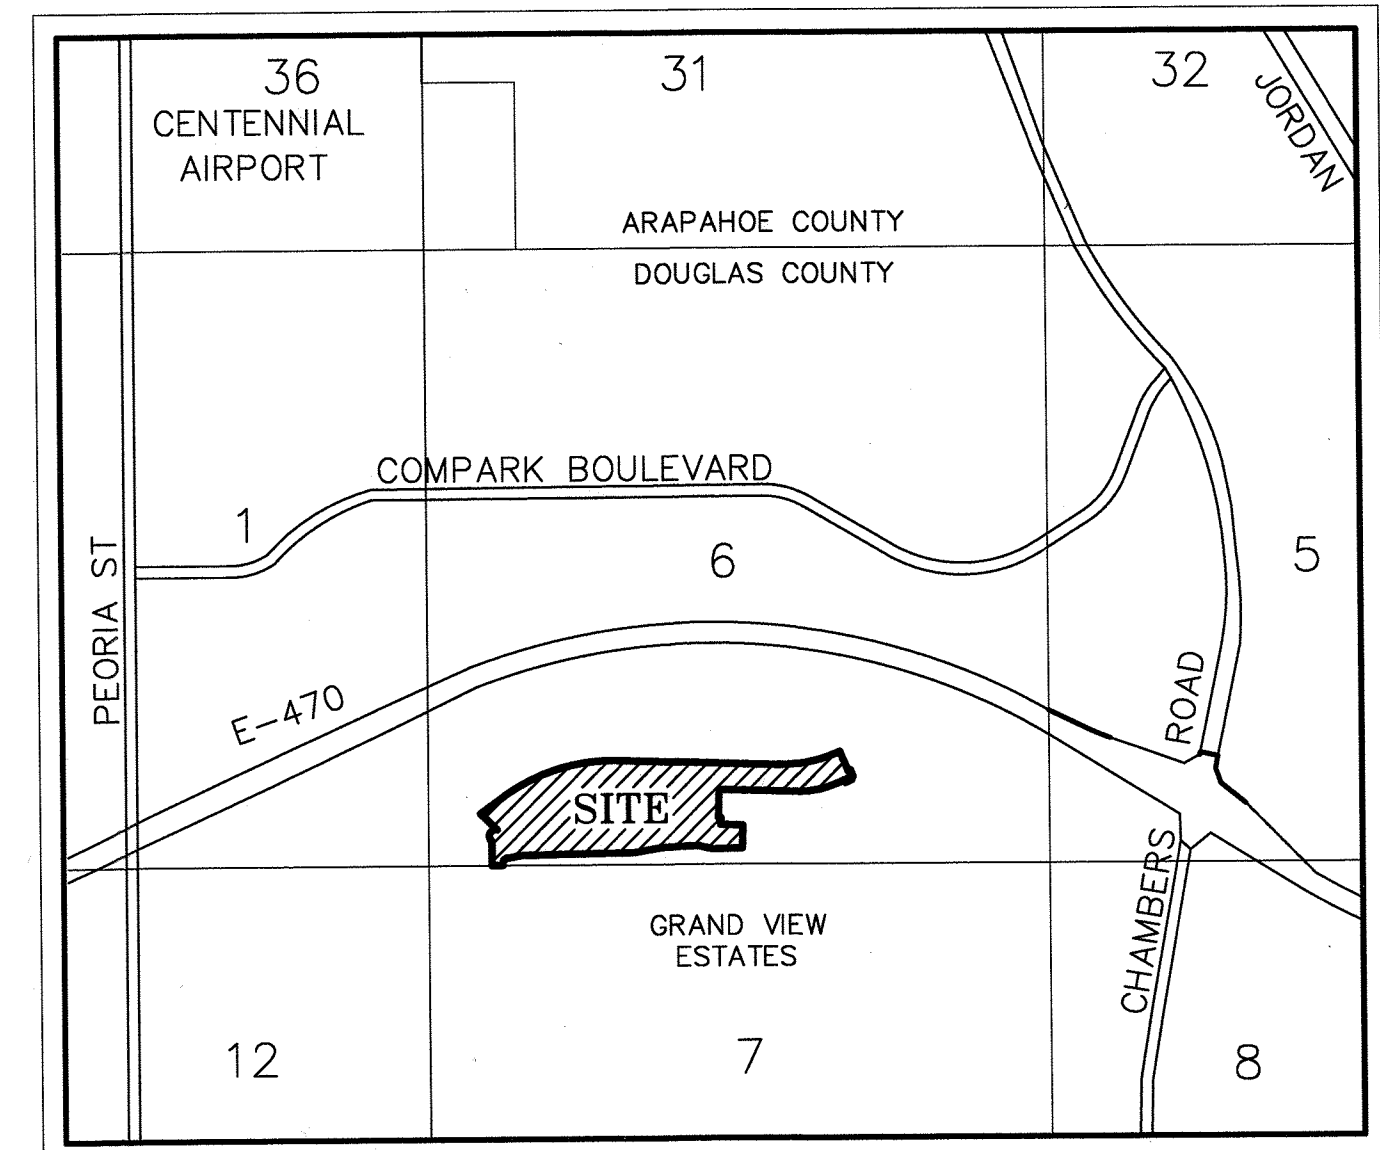 36
31
32
CENTENNIAL
AIRPORT
JORDAN
ARAPAHOE COUNTY
DOUGLAS COUNTY
COMPARK BOULEVARD
1
6
5
PEORIA ST
E-470
ROAD
SITE
CHAMBERS
GRAND VIEW
ESTATES
12
7
8